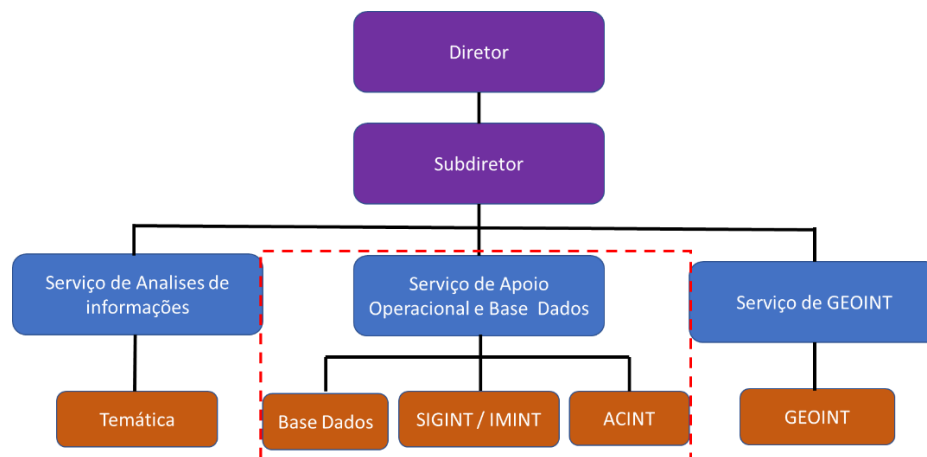 Diretor
Subdiretor
Serviço de Analises de
informações
Serviço de Apoio
Operacional e Base Dados
Serviço de GEOINT
Temática
Base Dados
SIGINT / IMINT
ACINT
GEOINT